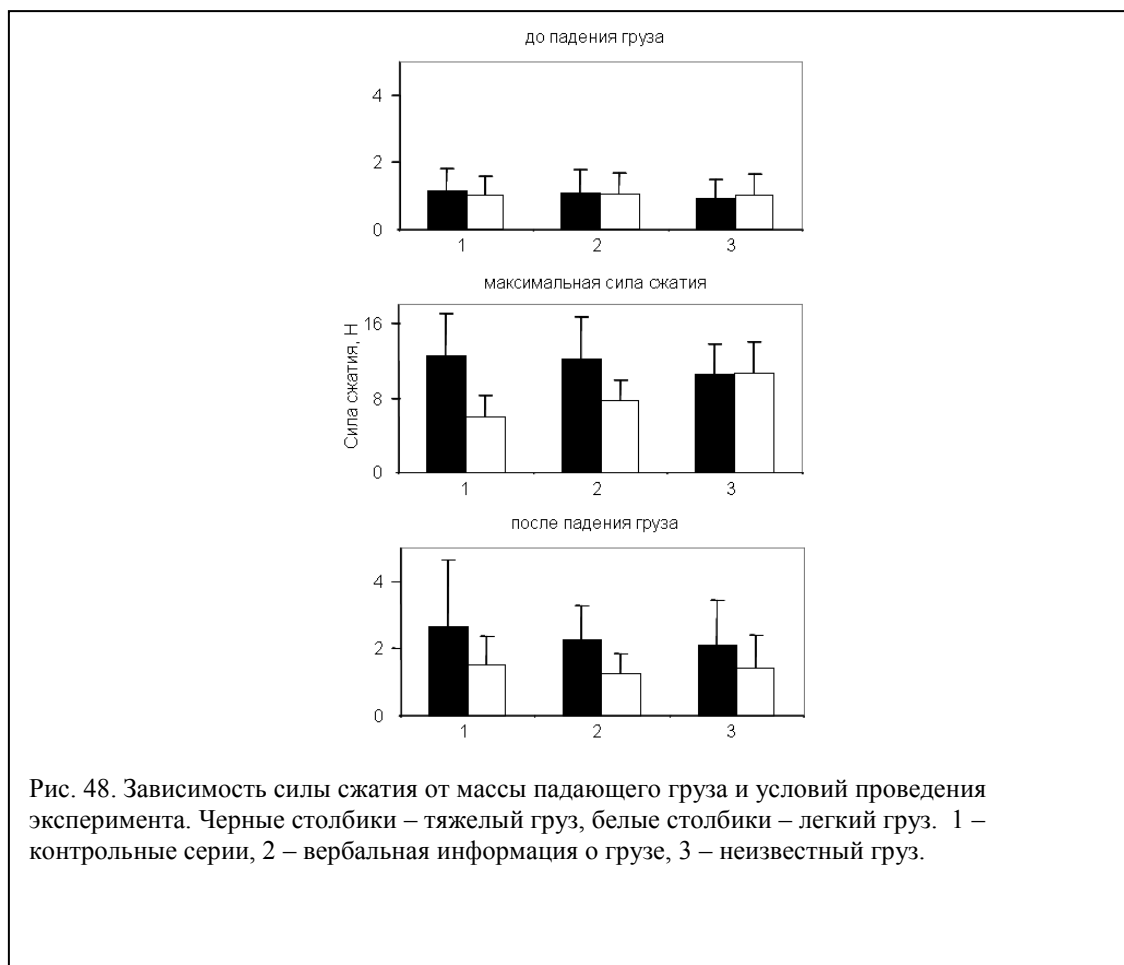 до падения груза
4
2
0
1 2 3
максимальная сила сжатия
Сила сжатия, Н
16
8
0
1 2 3
после падения груза
4
2
0
1 2 3
Рис. 48. Зависимость силы сжатия от массы падающего груза и условий проведения
эксперимента. Черные столбики – тяжелый груз, белые столбики – легкий груз. 1 –
контрольные серии, 2 – вербальная информация о грузе, 3 – неизвестный груз.